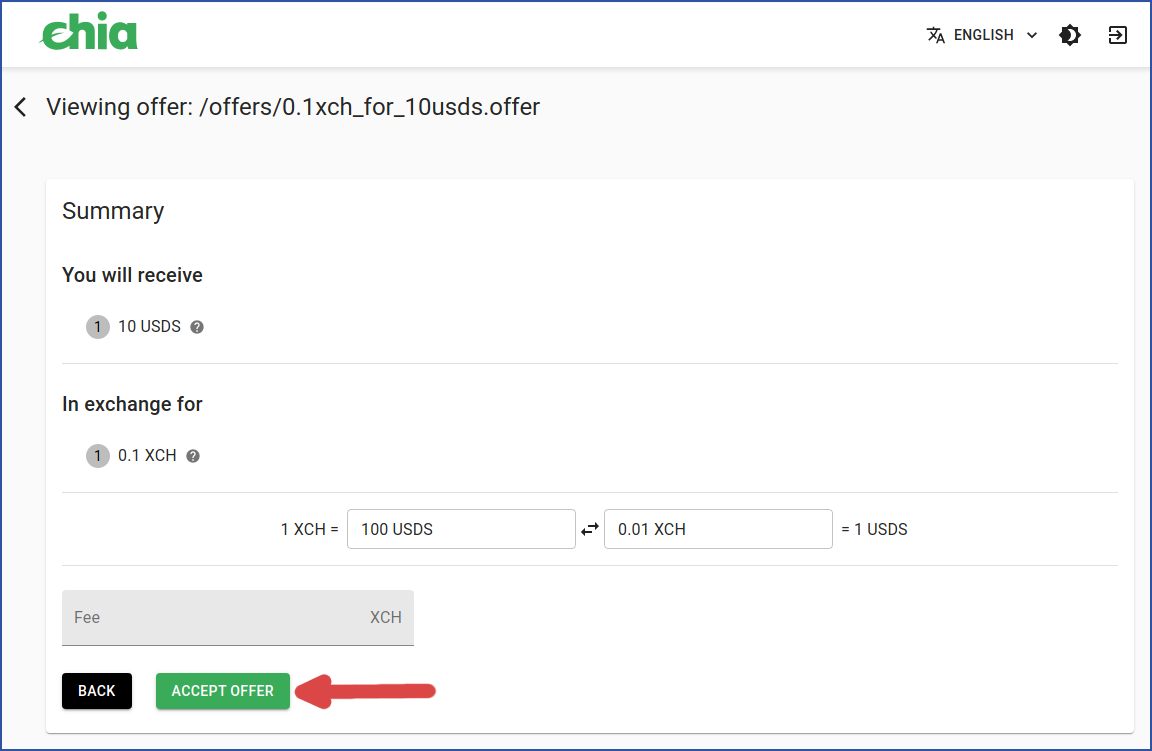 chia
ENGLISH
Viewing offer: /offers/0.1xch_for_10usds.offer
Summary
You will receive
1 10 USDS ?
In exchange for
1 0.1 XCH ?
1 XCH = 100 USDS 0.01 XCH = 1 USDS
Fee XCH
BACK ACCEPT OFFER